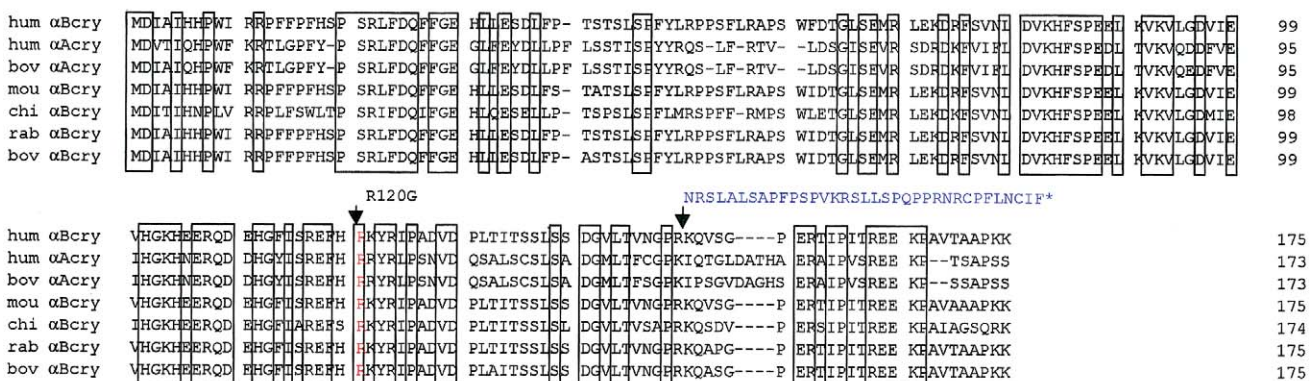 hum αBcry MDIAIHHPWI RRPFFPFHSP SRLFDQFFGE HLLESDLFP- TSTSLSPFYLRPPSFLRAPS WFDTGLSEMR LEKDRFSVNL DVKHFSPEEL KVKVLGDVIE 99
hum αAcry MDVTIQHPWF KRTLGPFY-P SRLFDQFFGE GLFEYDLLPF LSSTISPYYRQS-LF-RTV- --LDSGISEVR SDRDKFVIFL DVKHFSPEDL TVKVQDDFVE 95
bov αAcry MDIAIQHPWF KRTLGPFY-P SRLFDQFFGE GLFEYDLLPF LSSTISPYYRQS-LF-RTV- --LDSGISEVR SDRDKFVIFL DVKHFSPEDL TVKVQEDFVE 95
mou αBcry MDIAIHHPWI RRPFFPFHSP SRLFDQFFGE HLLESDLFS- TATSLSPFYLRPPSFLRAPS WIDTGLSEMR LEKDRFSVNL DVKHFSPEEL KVKVLGDVIE 99
chi αBcry MDITIHNPLV RRPLFSWLTP SRIFDQIFGE HLQESELLP- TSPSLSPFLMRSPFF-RMPS WLETGLSEMR LEKDKFSVNL DVKHFSPEEL KVKVLGDMIE 98
rab αBcry MDIAIHHPWI RRPFFPFHSP SRLFDQFFGE HLLESDLFP- TSTSLSPFYLRPPSFLRAPS WIDTGLSEMR LEKDRFSVNL DVKHFSPEEL KVKVLGDVIE 99
bov αBcry MDIAIHHPWI RRPFFPFHSP SRLFDQFFGE HLLESDLFP- ASTSLSPFYLRPPSFLRAPS WIDTGLSEMR LEKDRFSVNL DVKHFSPEEL KVKVLGDVIE 99
R120G NRSLALSAPFPSPVKRSLLSPQPPRNRCPFLNCIF*
hum αBcry VHGKHEERQD EHGFISREFH RKYRIPADVD PLTITSSLSS DGVLTVNGPRKQVSG----P ERTIPITREE KPAVTAAPKK 175
hum αAcry IHGKHNERQD DHGYISREFH RRYRLPSNVD QSALSCSLSA DGMLTFCGPKIQTGLDATHA ERAIPVSREE KP--TSAPSS 173
bov αAcry IHGKHNERQD DHGYISREFH RRYRLPSNVD QSALSCSLSA DGMLTFSGPKIPSGVDAGHS ERAIPVSREE KP--SSAPSS 173
mou αBcry VHGKHEERQD EHGFISREFH RKYRIPADVD PLTITSSLSS DGVLTVNGPRKQVSG----P ERTIPITREE KPAVAAAPKK 175
chi αBcry IHGKHEERQD EHGFIAREFS RKYRIPADVD PLTITSSLSL DGVLTVSAPRKQSDV----P ERSIPITREE KPAIAGSQRK 174
rab αBcry VHGKHEERQD EHGFISREFH RKYRIPADVD PLTITSSLSS DGVLTVNGPRKQAPG----P ERTIPITREE KPAVTAAPKK 175
bov αBcry VHGKHEERQD EHGFISREFH RKYRIPADVD PLAITSSLSS DGVLTVNGPRKQASG----P ERTIPITREE KPAVTAAPKK 175